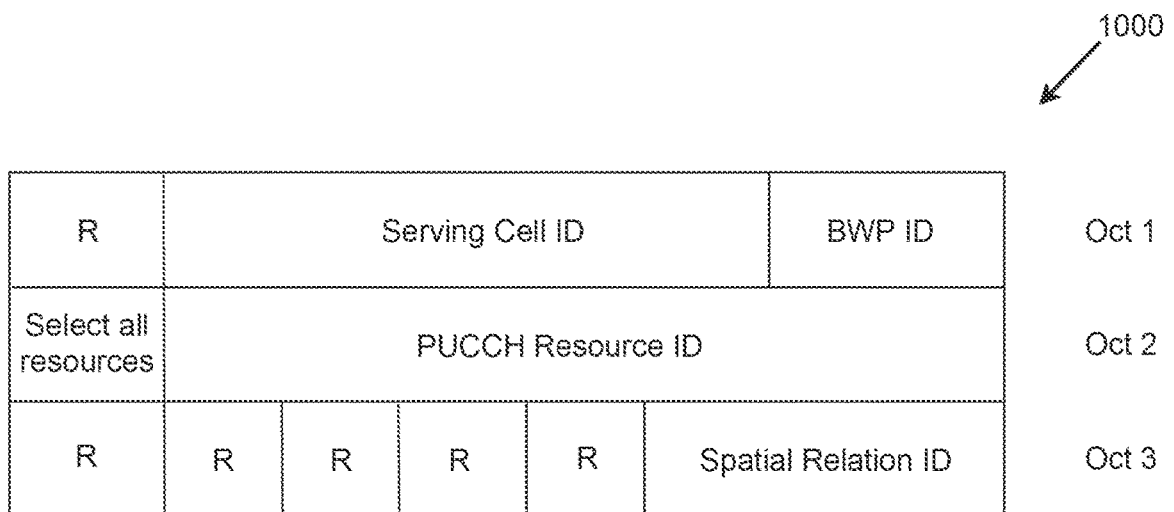 1000
R Serving Cell ID BWP ID Oct 1
Select all
resources PUCCH Resource ID Oct 2
R R R R R Spatial Relation ID Oct 3